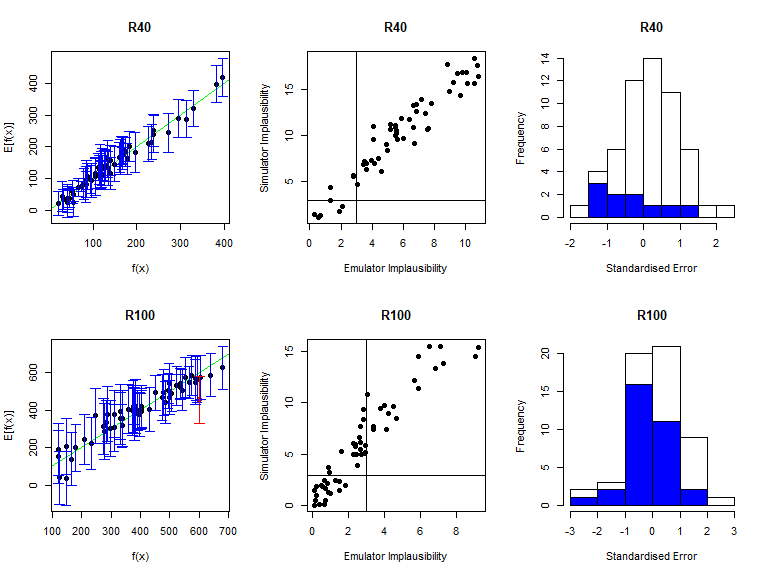 R40
E[f(x)]
0 100 200 300 400
100 200 300 400
f(x)
R40
Simulator Implausibility
5 10 15
0 2 4 6 8 10
Emulator Implausibility
R40
Frequency
0 2 4 6 8 10 14
-2 -1 0 1 2
Standardised Error
R100
E[f(x)]
0 200 400 600
100 200 300 400 500 600 700
f(x)
R100
Simulator Implausibility
0 5 10 15
0 2 4 6 8
Emulator Implausibility
R100
Frequency
0 5 10 15 20
-3 -2 -1 0 1 2 3
Standardised Error